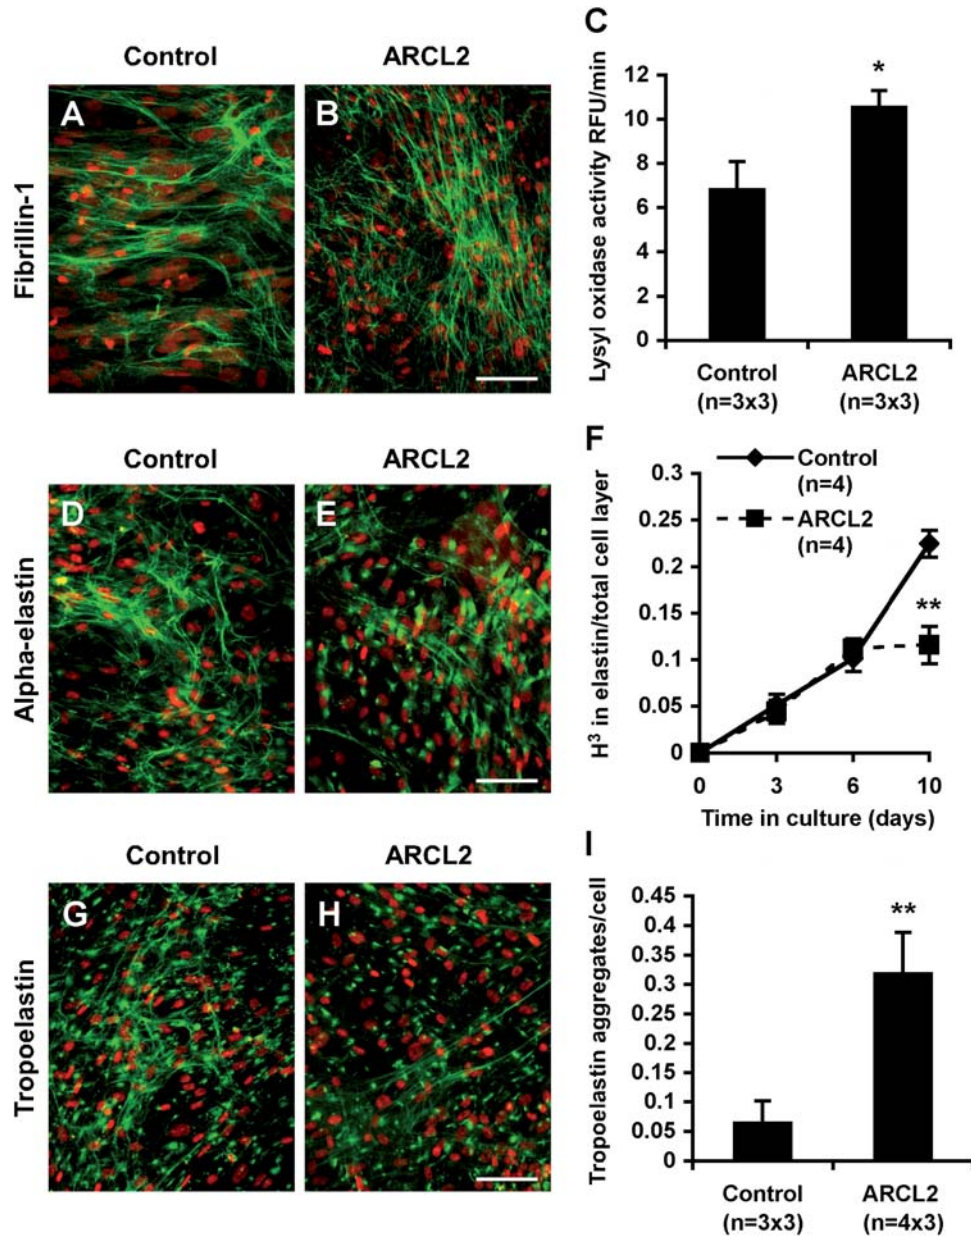 Control
ARCL2
Fibrillin-1
A
B
C
Lysyl oxidase activity RFU/min
12
10
8
6
4
2
0
*
Control
(n=3x3)
ARCL2
(n=3x3)
Control
ARCL2
Alpha-elastin
D
E
F
H³ in elastin/total cell layer
0.3
0.25
0.2
0.15
0.1
0.05
0
Control
(n=4)
ARCL2
(n=4)
**
0
3
6
10
Time in culture (days)
Control
ARCL2
Tropoelastin
G
H
I
Tropoelastin aggregates/cell
0.45
0.4
0.35
0.3
0.25
0.2
0.15
0.1
0.05
0
**
Control
(n=3x3)
ARCL2
(n=4x3)